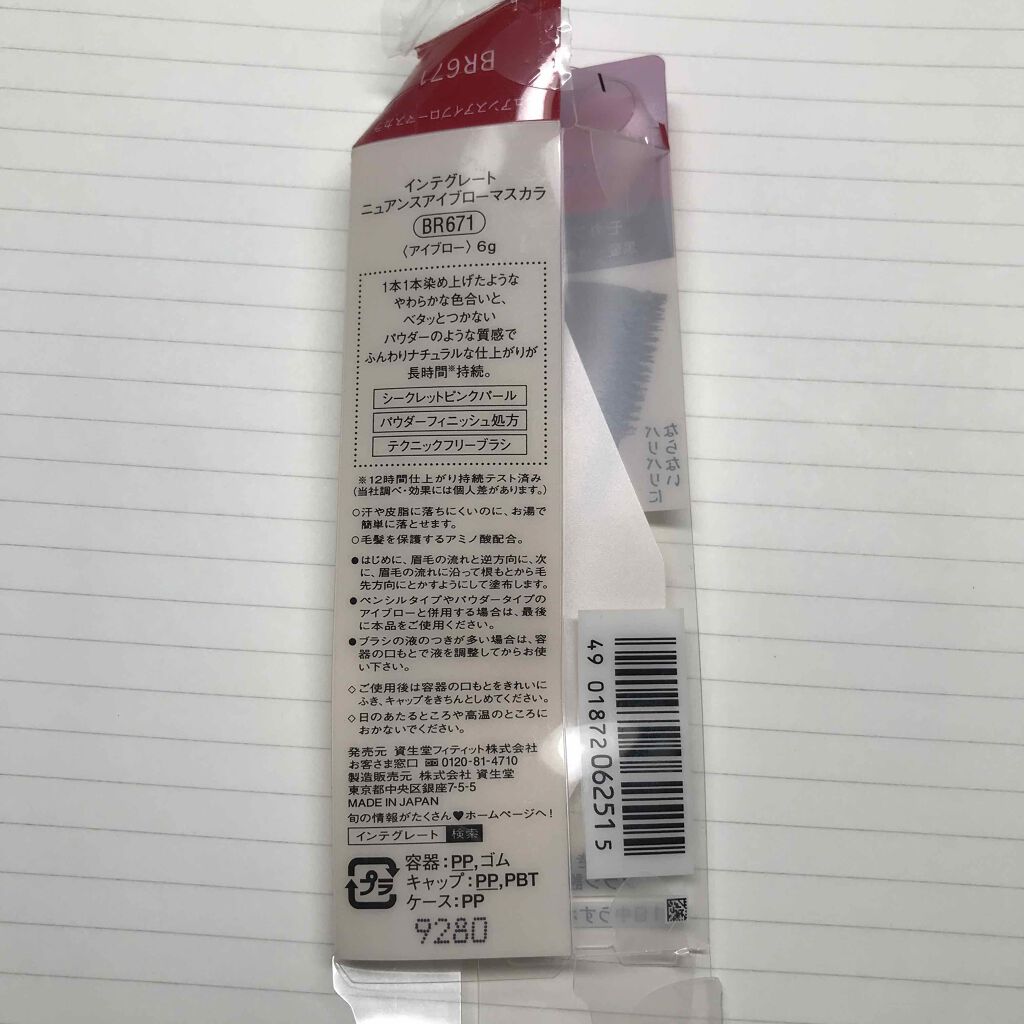 BR671
ニュアンスアイブローマスカラ
インテグレート
ニュアンスアイブローマスカラ
BR671
〈アイブロー〉6g
1本1本染め上げたような
やわらかな色合いと、
ベタッとつかない
パウダーのような質感で
ふんわりナチュラルな仕上がりが
長時間※持続。
シークレットピンクパール
パウダーフィニッシュ処方
テクニックフリーブラシ
※12時間仕上がり持続テスト済み
(当社調べ・効果には個人差があります。)
○汗や皮脂に落ちにくいのに、お湯で
簡単に落とせます。
○毛髪を保護するアミノ酸配合。
●はじめに、眉毛の流れと逆方向に、次
に、眉毛の流れに沿って根もとから毛
先方向にとかすようにして塗布します。
●ペンシルタイプやパウダータイプの
アイブローと併用する場合は、最後
に本品をご使用ください。
●ブラシの液のつきが多い場合は、容
器の口もとで液を調整してからお使
い下さい。
◇ご使用後は容器の口もとをきれいに
ふき、キャップをきちんとしめてください。
◇日のあたるところや高温のところに
おかないでください。
発売元 資生堂フィティット株式会社
お客さま窓口 0120-81-4710
製造販売元 株式会社 資生堂
東京都中央区銀座7-5-5
MADE IN JAPAN
旬の情報がたくさん♥ホームページへ!
インテグレート 検索
プラ
容器:PP,ゴム
キャップ:PP,PBT
ケース:PP
9280
バリバリに
ならない
4901872062515